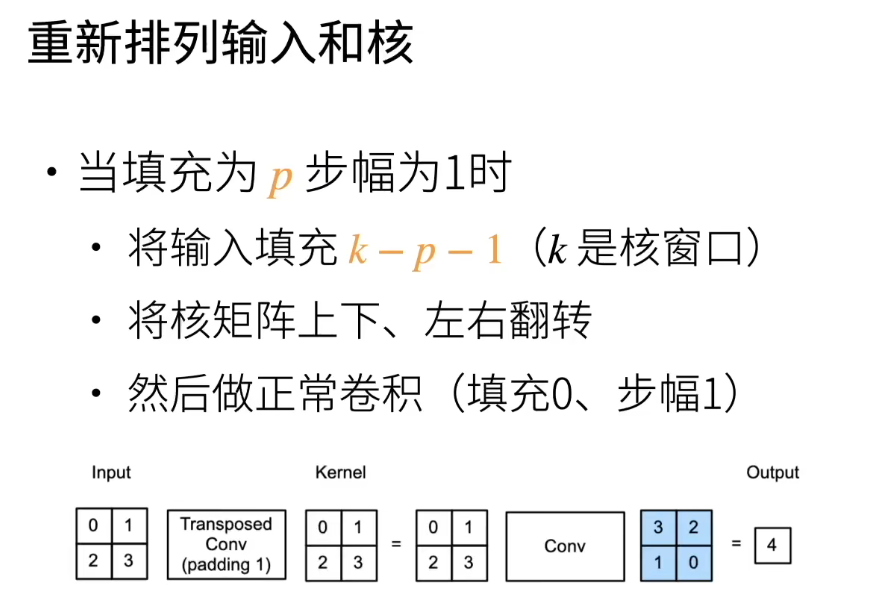 重新排列输入和核
• 当填充为 p 步幅为1时
• 将输入填充 k − p − 1（k 是核窗口）
• 将核矩阵上下、左右翻转
• 然后做正常卷积（填充0、步幅1）
Input Kernel Output
0 1 Transposed 0 1 0 1 3 2
Conv = Conv = 4
2 3 (padding 1) 2 3 2 3 1 0